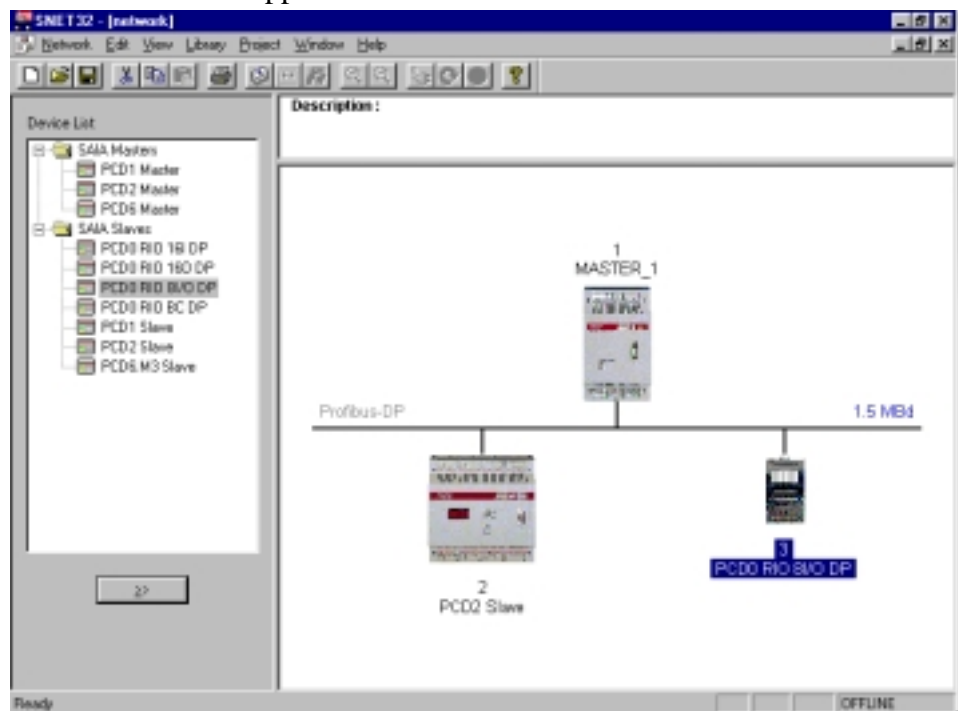 SNET32 - [network]
Network Edit View Library Project Window Help
Description :
Device List
SAIA Masters
PCD1 Master
PCD2 Master
PCD6 Master
SAIA Slaves
PCD0 RIO 16I DP
PCD0 RIO 16O DP
PCD0 RIO 8I/O DP
PCD0 RIO BC DP
PCD1 Slave
PCD2 Slave
PCD6.M3 Slave
>>
1
MASTER_1
Profibus-DP
1.5 MBd
2
PCD2 Slave
3
PCD0 RIO 8I/O DP
Ready
OFFLINE